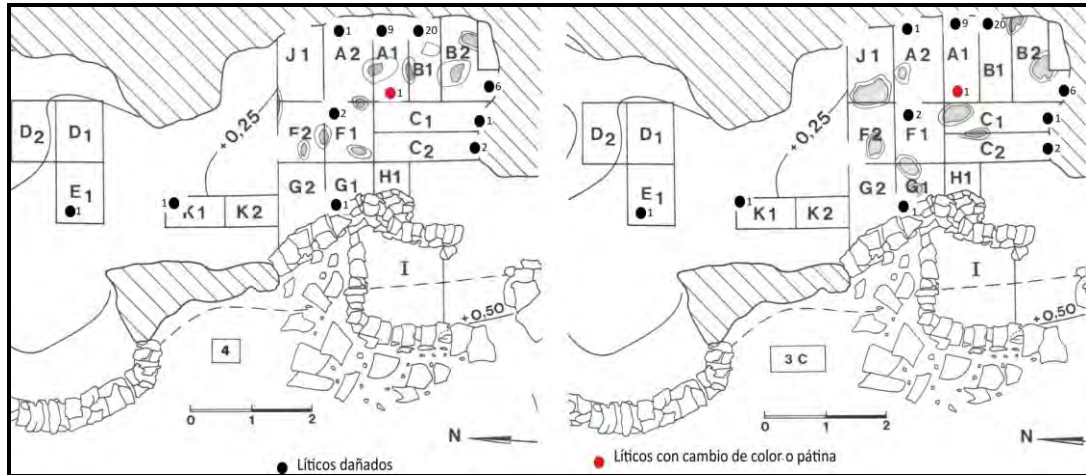 1 9 20
J1 A2 A1 B1 B2
1 6
2
D2 D1 F2 F1 C1 1
+0,25
C2 2
E1 G2 G1 H1
1 1 K1 K2 1
I
+0,50
4
0 1 2
N
1 9 20
J1 A2 A1 B1 B2
1 6
2
D2 D1 F2 F1 C1 1
+0,25
C2 2
E1 G2 G1 H1
1 1 K1 K2 1
I
+0,50
3 C
0 1 2
N
Líticos dañados
Líticos con cambio de color o pátina